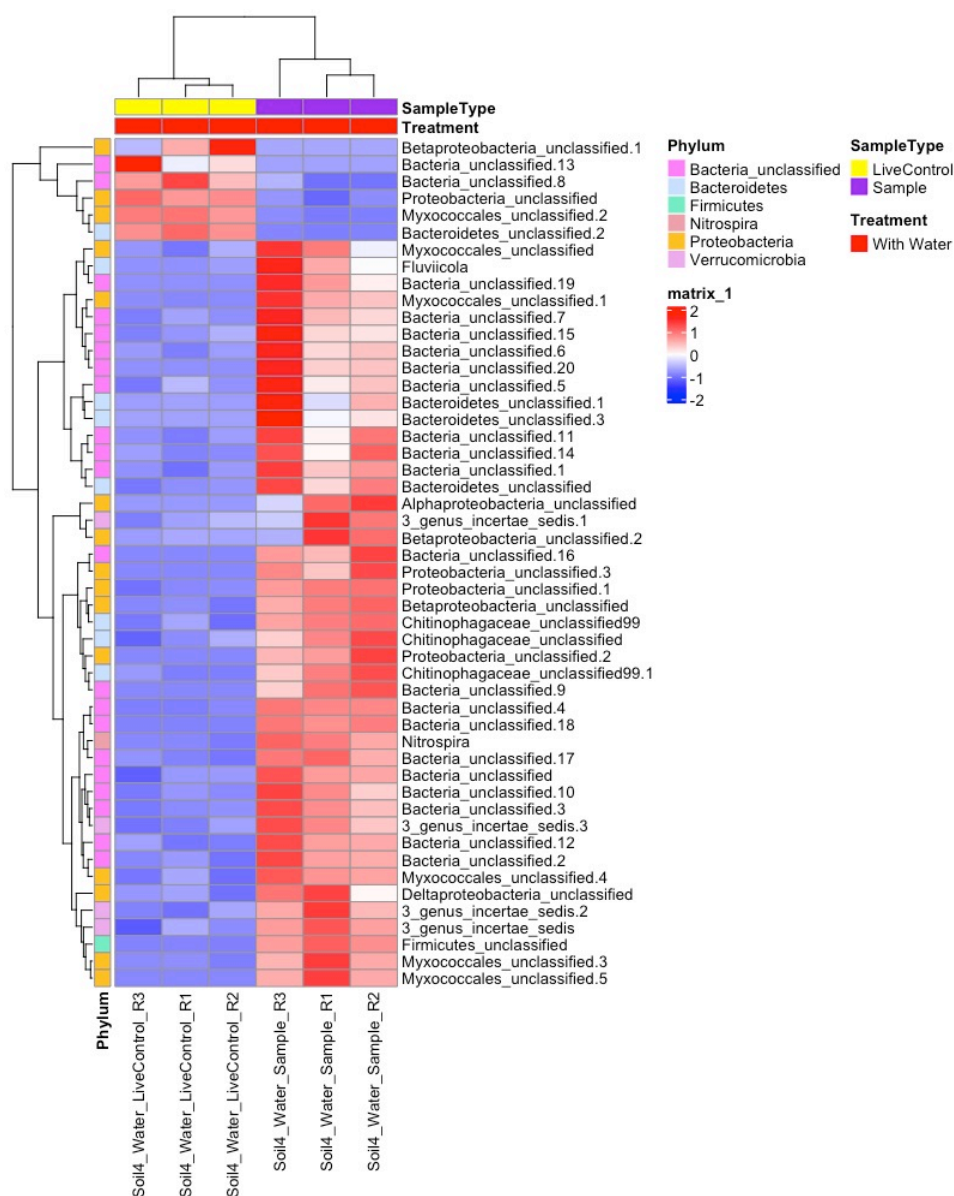 SampleType
Treatment
Betaproteobacteria_unclassified.1
Bacteria_unclassified.13
Bacteria_unclassified.8
Proteobacteria_unclassified
Myxococcales_unclassified.2
Bacteroidetes_unclassified.2
Myxococcales_unclassified
Fluviicola
Bacteria_unclassified.19
Myxococcales_unclassified.1
Bacteria_unclassified.7
Bacteria_unclassified.15
Bacteria_unclassified.6
Bacteria_unclassified.20
Bacteria_unclassified.5
Bacteroidetes_unclassified.1
Bacteroidetes_unclassified.3
Bacteria_unclassified.11
Bacteria_unclassified.14
Bacteria_unclassified.1
Bacteroidetes_unclassified
Alphaproteobacteria_unclassified
3_genus_incertae_sedis.1
Betaproteobacteria_unclassified.2
Bacteria_unclassified.16
Proteobacteria_unclassified.3
Proteobacteria_unclassified.1
Betaproteobacteria_unclassified
Chitinophagaceae_unclassified99
Chitinophagaceae_unclassified
Proteobacteria_unclassified.2
Chitinophagaceae_unclassified99.1
Bacteria_unclassified.9
Bacteria_unclassified.4
Bacteria_unclassified.18
Nitrospira
Bacteria_unclassified.17
Bacteria_unclassified
Bacteria_unclassified.10
Bacteria_unclassified.3
3_genus_incertae_sedis.3
Bacteria_unclassified.12
Bacteria_unclassified.2
Myxococcales_unclassified.4
Deltaproteobacteria_unclassified
3_genus_incertae_sedis.2
3_genus_incertae_sedis
Firmicutes_unclassified
Myxococcales_unclassified.3
Myxococcales_unclassified.5
Phylum
Soil4_Water_LiveControl_R3
Soil4_Water_LiveControl_R1
Soil4_Water_LiveControl_R2
Soil4_Water_Sample_R3
Soil4_Water_Sample_R1
Soil4_Water_Sample_R2
Phylum
Bacteria_unclassified
Bacteroidetes
Firmicutes
Nitrospira
Proteobacteria
Verrucomicrobia
matrix_1
2
1
0
-1
-2
SampleType
LiveControl
Sample
Treatment
With Water